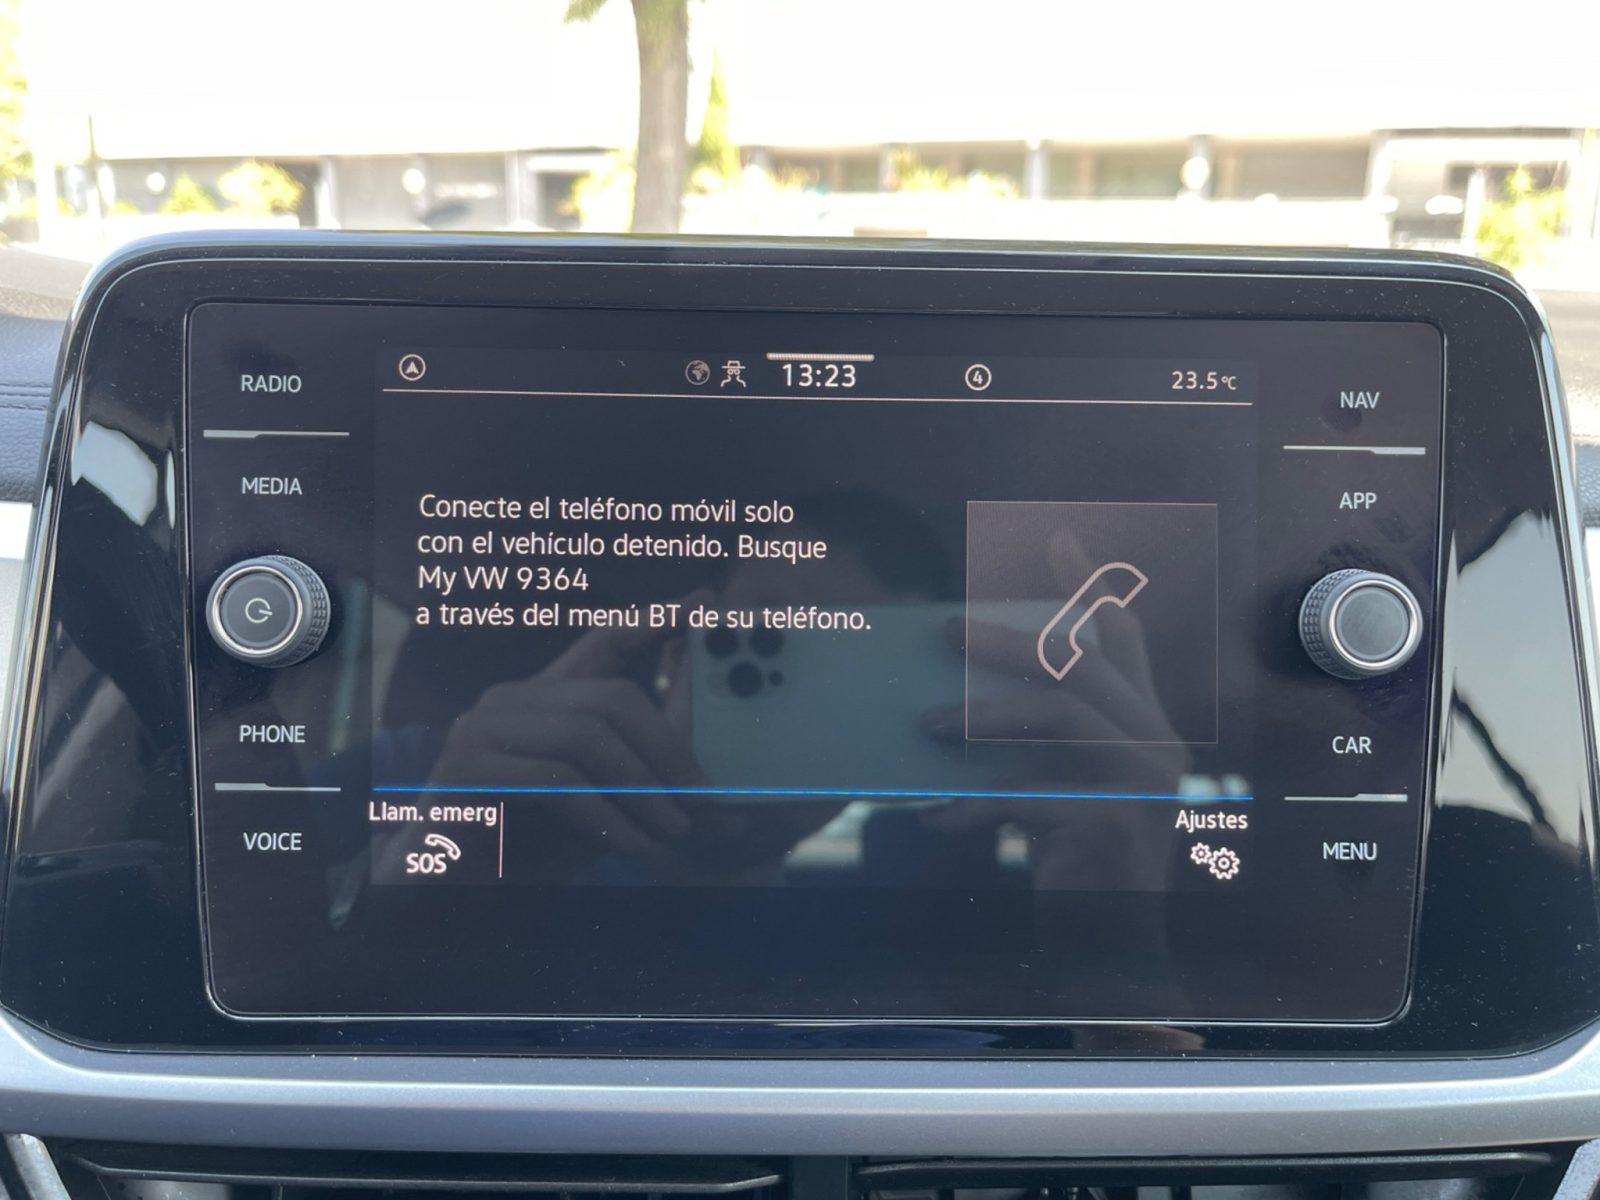 RADIO
MEDIA
PHONE
VOICE
13:23
4
23.5°C
Conecte el teléfono móvil solo
con el vehículo detenido. Busque
My VW 9364
a través del menú BT de su teléfono.
Llam. emerg
SOS
Ajustes
NAV
APP
CAR
MENU